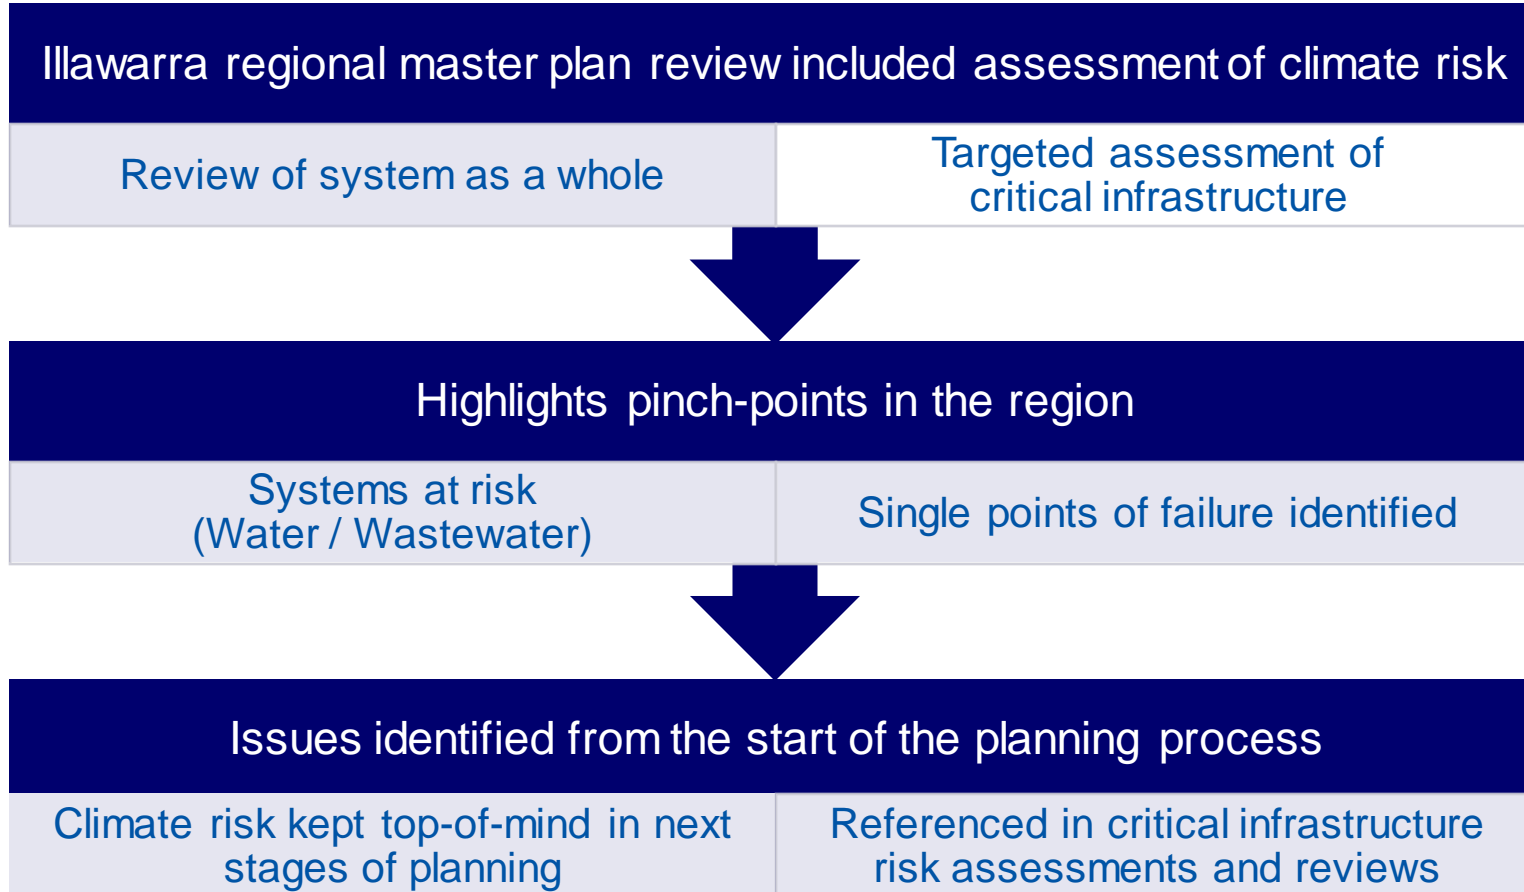 Illawarra regional master plan review included assessment of climate risk
Review of system as a whole
Targeted assessment of
critical infrastructure
Highlights pinch-points in the region
Systems at risk
(Water / Wastewater)
Single points of failure identified
Issues identified from the start of the planning process
Climate risk kept top-of-mind in next
stages of planning
Referenced in critical infrastructure
risk assessments and reviews